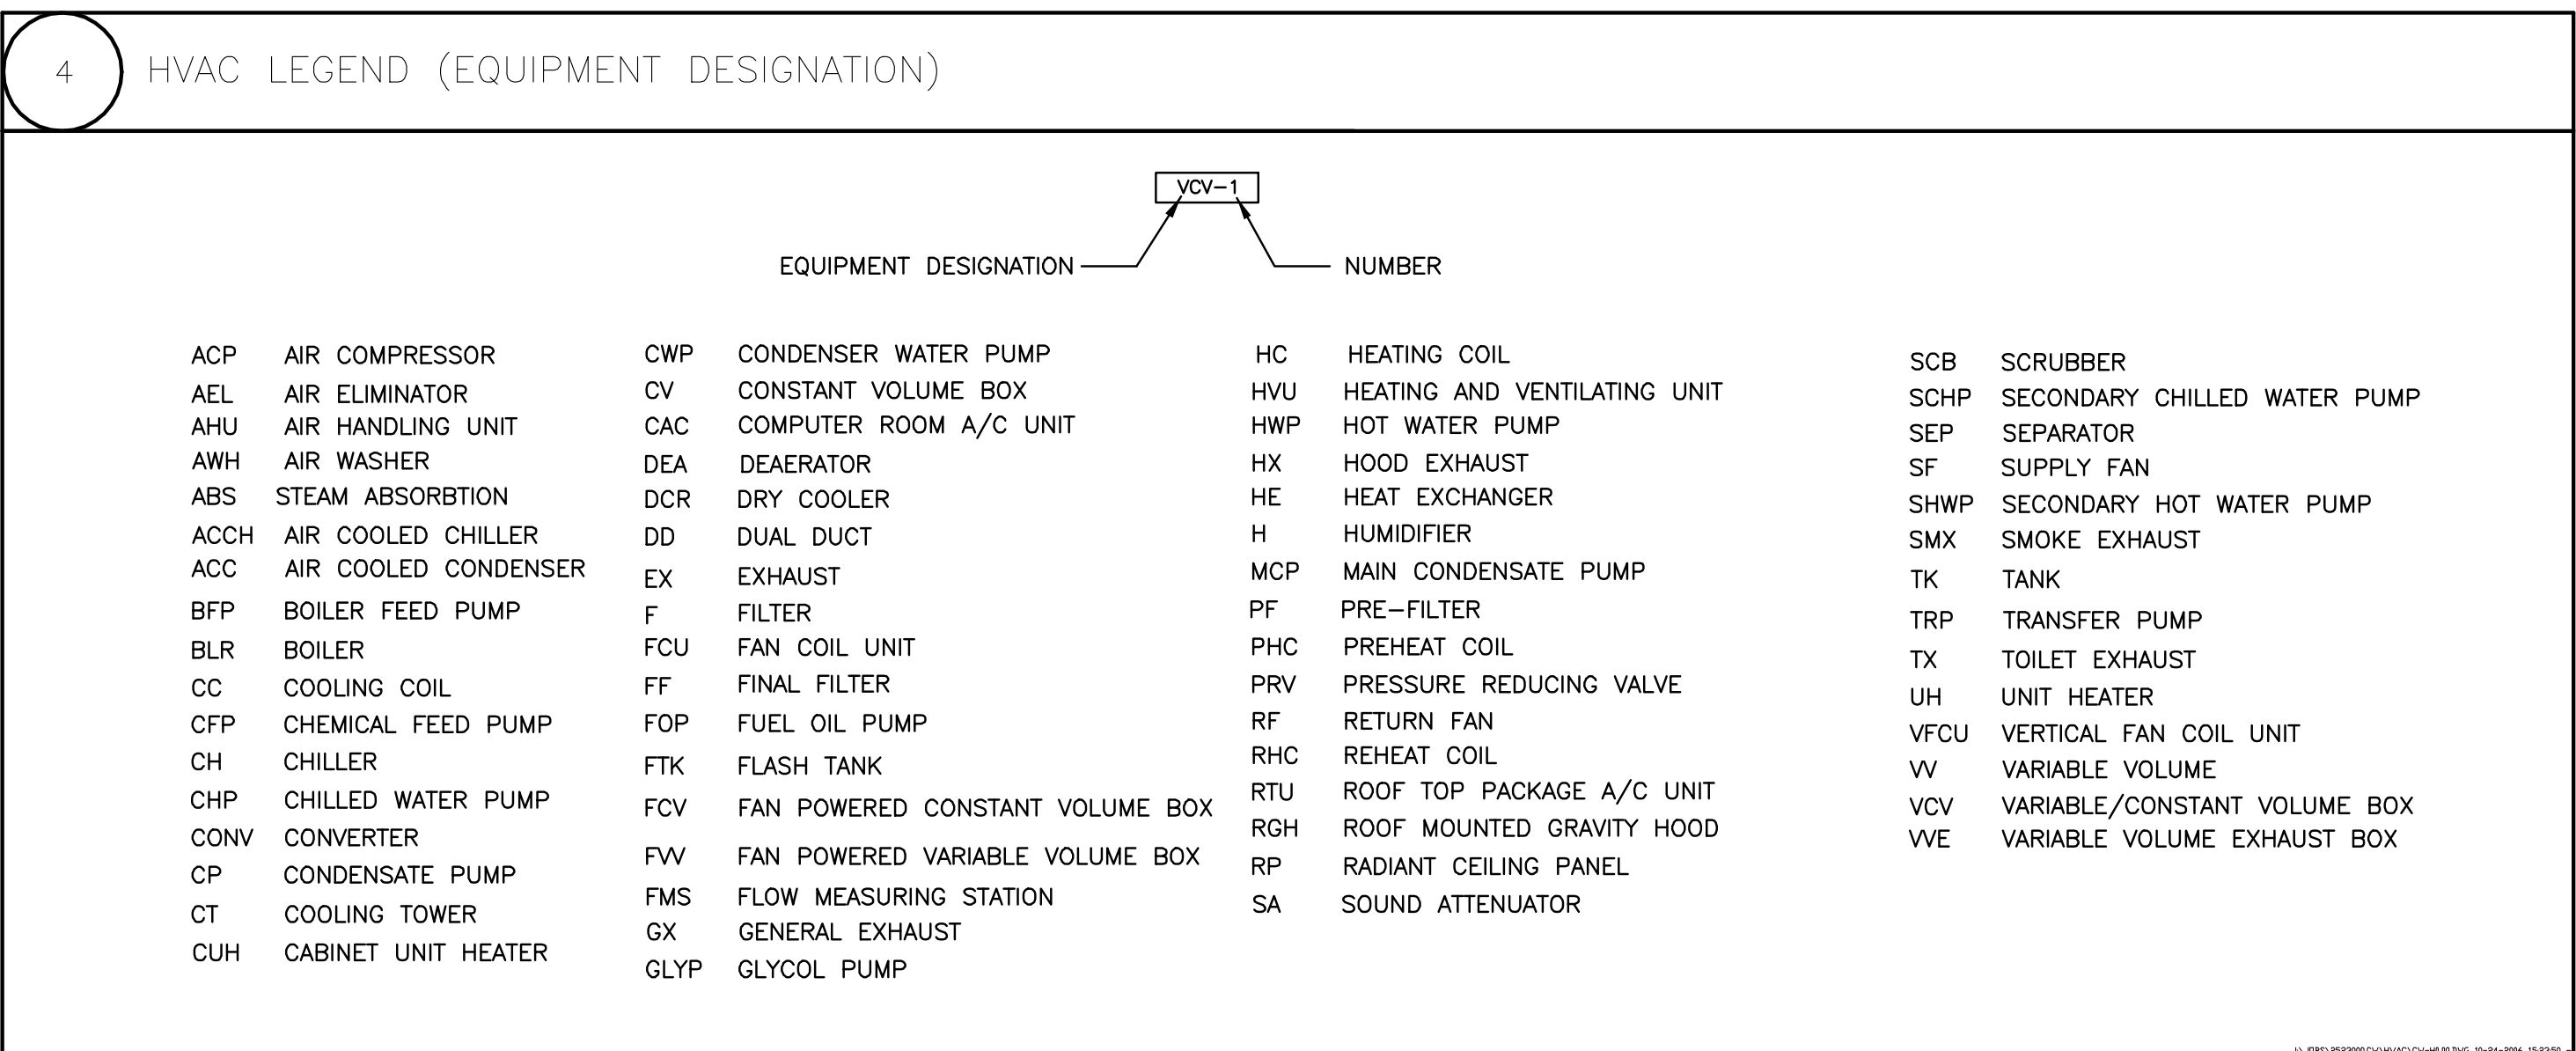 4 HVAC LEGEND (EQUIPMENT DESIGNATION)
VCV-1
EQUIPMENT DESIGNATION NUMBER
ACP AIR COMPRESSOR
AEL AIR ELIMINATOR
AHU AIR HANDLING UNIT
AWH AIR WASHER
ABS STEAM ABSORBTION
ACCH AIR COOLED CHILLER
ACC AIR COOLED CONDENSER
BFP BOILER FEED PUMP
BLR BOILER
CC COOLING COIL
CFP CHEMICAL FEED PUMP
CH CHILLER
CHP CHILLED WATER PUMP
CONV CONVERTER
CP CONDENSATE PUMP
CT COOLING TOWER
CUH CABINET UNIT HEATER
CWP CONDENSER WATER PUMP
CV CONSTANT VOLUME BOX
CAC COMPUTER ROOM A/C UNIT
DEA DEAERATOR
DCR DRY COOLER
DD DUAL DUCT
EX EXHAUST
F FILTER
FCU FAN COIL UNIT
FF FINAL FILTER
FOP FUEL OIL PUMP
FTK FLASH TANK
FCV FAN POWERED CONSTANT VOLUME BOX
FVV FAN POWERED VARIABLE VOLUME BOX
FMS FLOW MEASURING STATION
GX GENERAL EXHAUST
GLYP GLYCOL PUMP
HC HEATING COIL
HVU HEATING AND VENTILATING UNIT
HWP HOT WATER PUMP
HX HOOD EXHAUST
HE HEAT EXCHANGER
H HUMIDIFIER
MCP MAIN CONDENSATE PUMP
PF PRE-FILTER
PHC PREHEAT COIL
PRV PRESSURE REDUCING VALVE
RF RETURN FAN
RHC REHEAT COIL
RTU ROOF TOP PACKAGE A/C UNIT
RGH ROOF MOUNTED GRAVITY HOOD
RP RADIANT CEILING PANEL
SA SOUND ATTENUATOR
SCB SCRUBBER
SCHP SECONDARY CHILLED WATER PUMP
SEP SEPARATOR
SF SUPPLY FAN
SHWP SECONDARY HOT WATER PUMP
SMX SMOKE EXHAUST
TK TANK
TRP TRANSFER PUMP
TX TOILET EXHAUST
UH UNIT HEATER
VFCU VERTICAL FAN COIL UNIT
VV VARIABLE VOLUME
VCV VARIABLE/CONSTANT VOLUME BOX
VVE VARIABLE VOLUME EXHAUST BOX